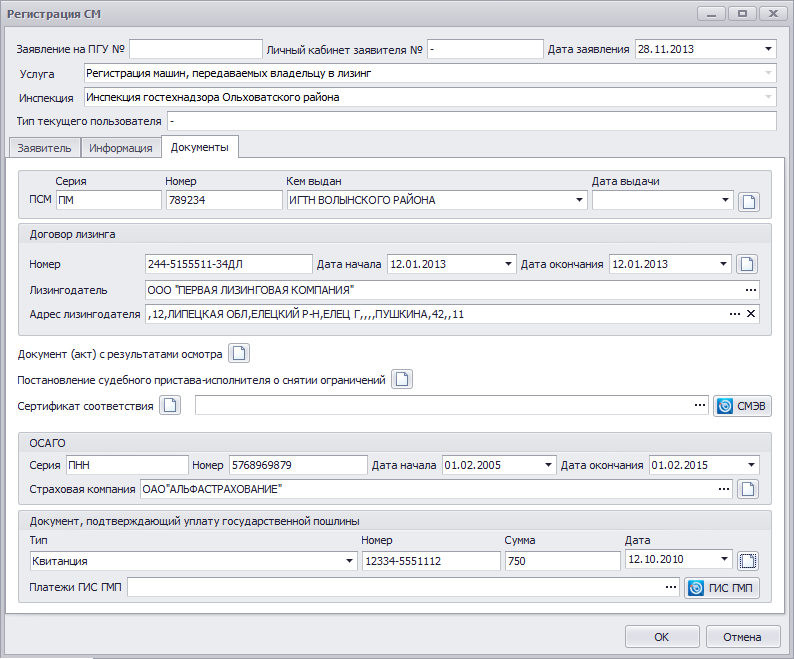 Регистрация СМ
Заявление на ПГУ № Личный кабинет заявителя № - Дата заявления 28.11.2013
Услуга Регистрация машин, передаваемых владельцу в лизинг
Инспекция Инспекция гостехнадзора Ольховатского района
Тип текущего пользователя -
Заявитель Информация Документы
Серия Номер Кем выдан Дата выдачи
ПСМ ПМ 789234 ИГТН ВОЛЫНСКОГО РАЙОНА
Договор лизинга
Номер 244-5155511-34ДЛ Дата начала 12.01.2013 Дата окончания 12.01.2013
Лизингодатель ООО "ПЕРВАЯ ЛИЗИНГОВАЯ КОМПАНИЯ" ...
Адрес лизингодателя ,12,ЛИПЕЦКАЯ ОБЛ,ЕЛЕЦКИЙ Р-Н,ЕЛЕЦ Г,,,,ПУШКИНА,42,,11 ...
Документ (акт) с результатами осмотра
Постановление судебного пристава-исполнителя о снятии ограничений
Сертификат соответствия ... СМЭВ
ОСАГО
Серия ПНН Номер 5768969879 Дата начала 01.02.2005 Дата окончания 01.02.2015
Страховая компания ОАО"АЛЬФАСТРАХОВАНИЕ" ...
Документ, подтверждающий уплату государственной пошлины
Тип Номер Сумма Дата
Квитанция 12334-5551112 750 12.10.2010
Платежи ГИС ГМП ... ГИС ГМП
ОК Отмена